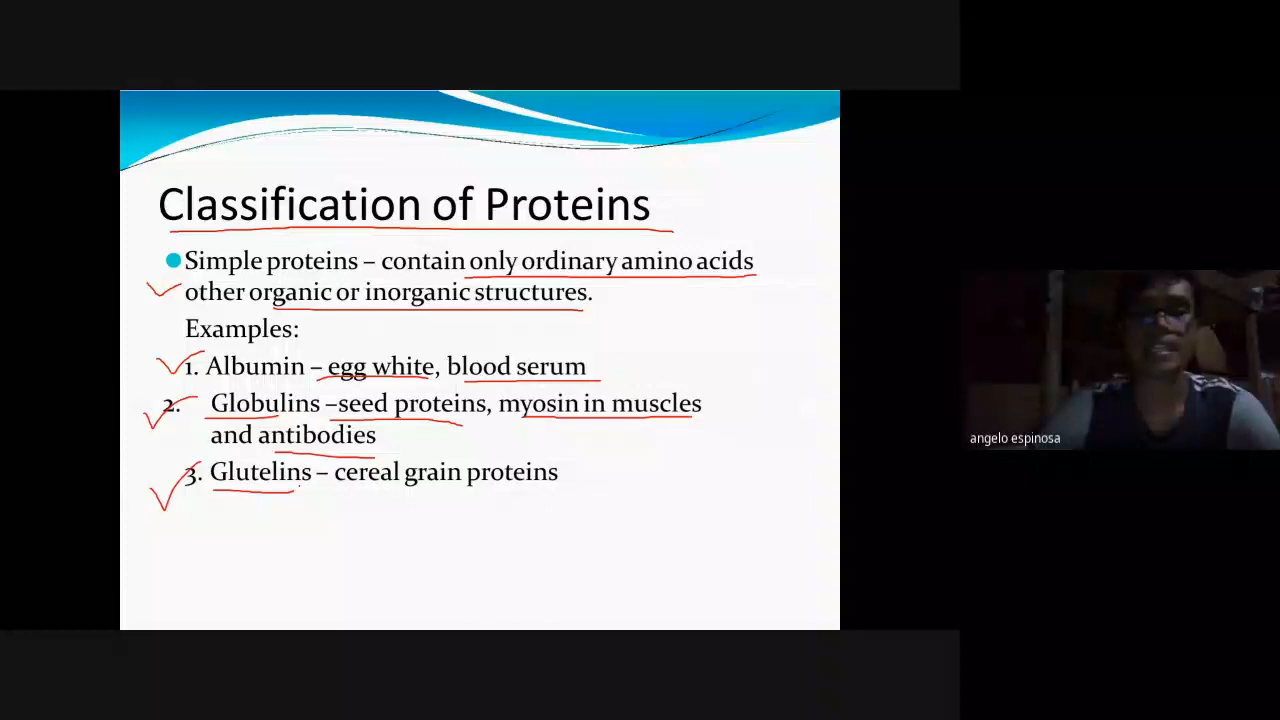 Classification of Proteins
Simple proteins – contain only ordinary amino acids
other organic or inorganic structures.
Examples:
1. Albumin – egg white, blood serum
2. Globulins –seed proteins, myosin in muscles
and antibodies
3. Glutelins – cereal grain proteins
angelo espinosa